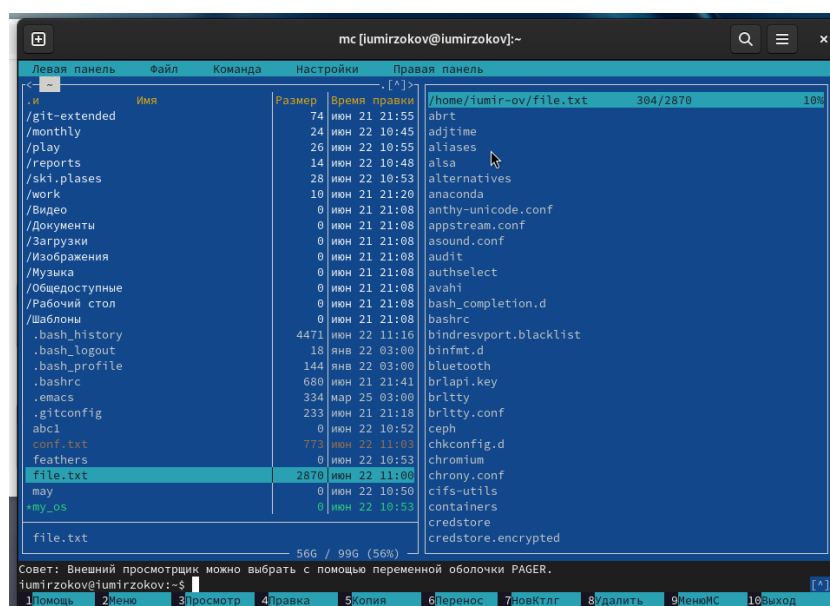 mc [iumirzokov@iumirzokov]:~
Левая панель Файл Команда Настройки Правая панель
<- ~ .[^]>
.и Имя Размер Время правки
/git-extended 74 июн 21 21:55
/monthly 24 июн 22 10:45
/play 26 июн 22 10:55
/reports 14 июн 22 10:48
/ski.plases 28 июн 22 10:53
/work 10 июн 21 21:20
/Видео 0 июн 21 21:08
/Документы 0 июн 21 21:08
/Загрузки 0 июн 21 21:08
/Изображения 0 июн 21 21:08
/Музыка 0 июн 21 21:08
/Общедоступные 0 июн 21 21:08
/Рабочий стол 0 июн 21 21:08
/Шаблоны 0 июн 21 21:08
.bash_history 4471 июн 22 11:16
.bash_logout 18 янв 22 03:00
.bash_profile 144 янв 22 03:00
.bashrc 680 июн 21 21:41
.emacs 334 мар 25 03:00
.gitconfig 233 июн 21 21:18
abc1 0 июн 22 10:52
conf.txt 773 июн 22 11:03
feathers 0 июн 22 10:53
file.txt 2870 июн 22 11:00
may 0 июн 22 10:50
*my_os 0 июн 22 10:53
file.txt
56G / 99G (56%)
/home/iumir-ov/file.txt 304/2870 10%
abrt
adjtime
aliases
alsa
alternatives
anaconda
anthy-unicode.conf
appstream.conf
asound.conf
audit
authselect
avahi
bash_completion.d
bashrc
bindresvport.blacklist
binfmt.d
bluetooth
brlapi.key
brltty
brltty.conf
ceph
chkconfig.d
chromium
chrony.conf
cifs-utils
containers
credstore
credstore.encrypted
Совет: Внешний просмотрщик можно выбрать с помощью переменной оболочки PAGER.
iumirzokov@iumirzokov:~$ [^]
1Помощь 2Меню 3Просмотр 4Правка 5Копия 6Перенос 7НовКтлг 8Удалить 9МенюMC 10Выход